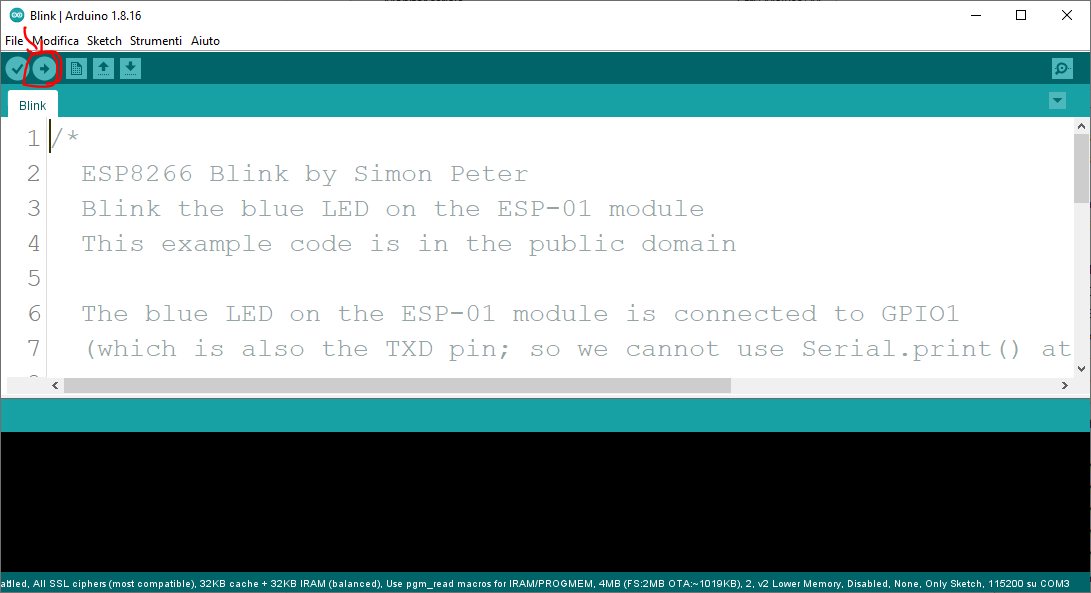 Blink | Arduino 1.8.16
File Modifica Sketch Strumenti Aiuto
Blink
1 /*
2 ESP8266 Blink by Simon Peter
3 Blink the blue LED on the ESP-01 module
4 This example code is in the public domain
5
6 The blue LED on the ESP-01 module is connected to GPIO1
7 (which is also the TXD pin; so we cannot use Serial.print() at
All SSL ciphers (most compatible), 32KB cache + 32KB IRAM (balanced), Use pgm_read macros for IRAM/PROGMEM, 4MB (FS:2MB OTA:~1019KB), 2, v2 Lower Memory, Disabled, None, Only Sketch, 115200 su COM3